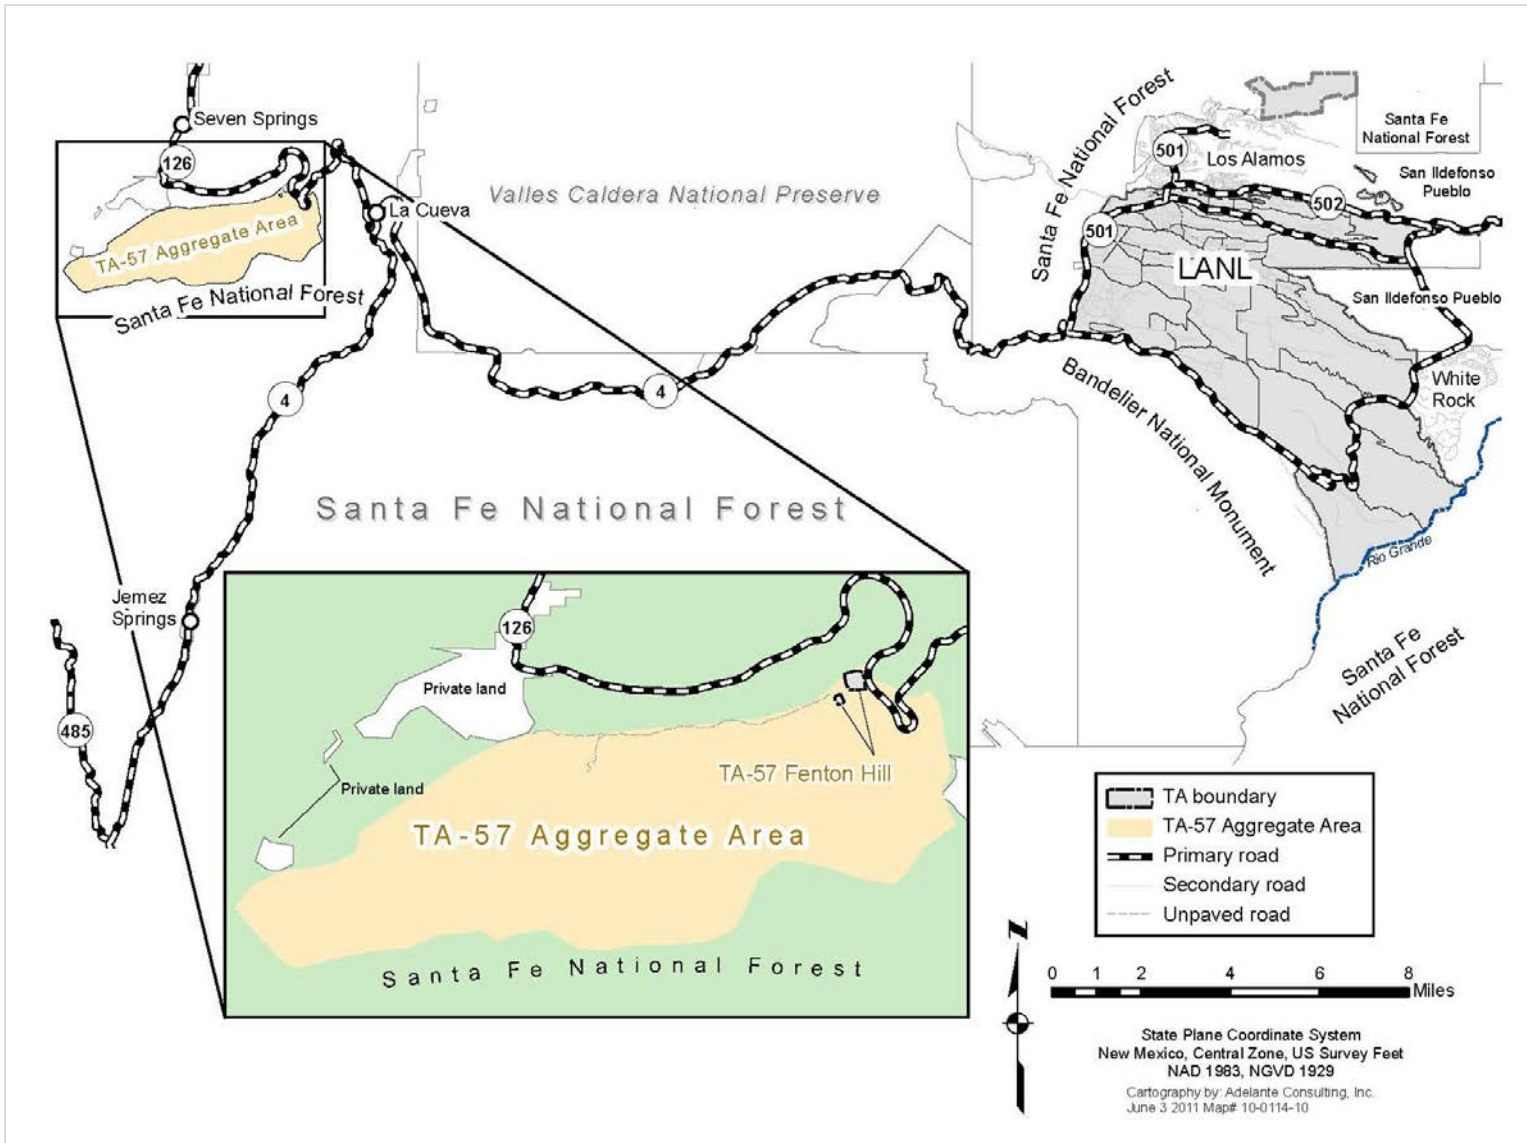 Seven Springs
126
La Cueva
TA-57 Aggregate Area
Santa Fe National Forest
Valles Caldera National Preserve
Santa Fe National Forest
501
Los Alamos
Santa Fe
National Forest
San Ildefonso
Pueblo
502
501
LANL
San Ildefonso Pueblo
White
Rock
Bandelier National Monument
Rio Grande
Santa Fe
National Forest
4
4
Santa Fe National Forest
Jemez
Springs
485
126
Private land
Private land
TA-57 Fenton Hill
TA-57 Aggregate Area
Santa Fe National Forest
TA boundary
TA-57 Aggregate Area
Primary road
Secondary road
Unpaved road
N
0 1 2 4 6 8
Miles
State Plane Coordinate System
New Mexico, Central Zone, US Survey Feet
NAD 1983, NGVD 1929
Cartography by: Adelante Consulting, Inc.
June 3 2011 Map# 10-0114-10